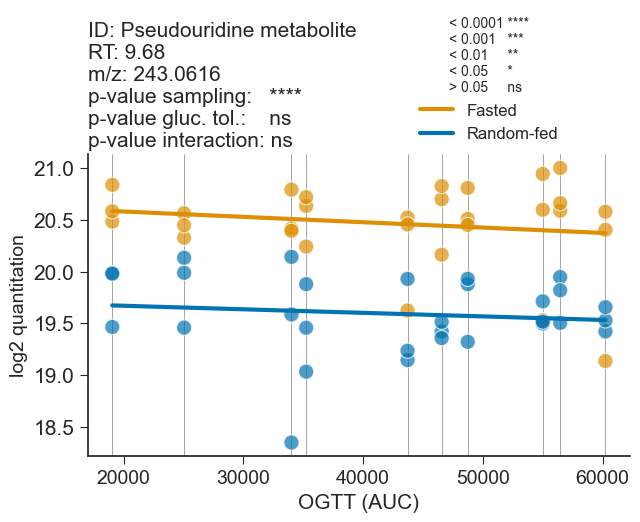 ID: Pseudouridine metabolite
RT: 9.68
m/z: 243.0616
p-value sampling: ****
p-value gluc. tol.: ns
p-value interaction: ns
< 0.0001 ****
< 0.001 ***
< 0.01 **
< 0.05 *
> 0.05 ns
Fasted
Random-fed
21.0
20.5
20.0
19.5
19.0
18.5
log2 quantitation
20000 30000 40000 50000 60000
OGTT (AUC)